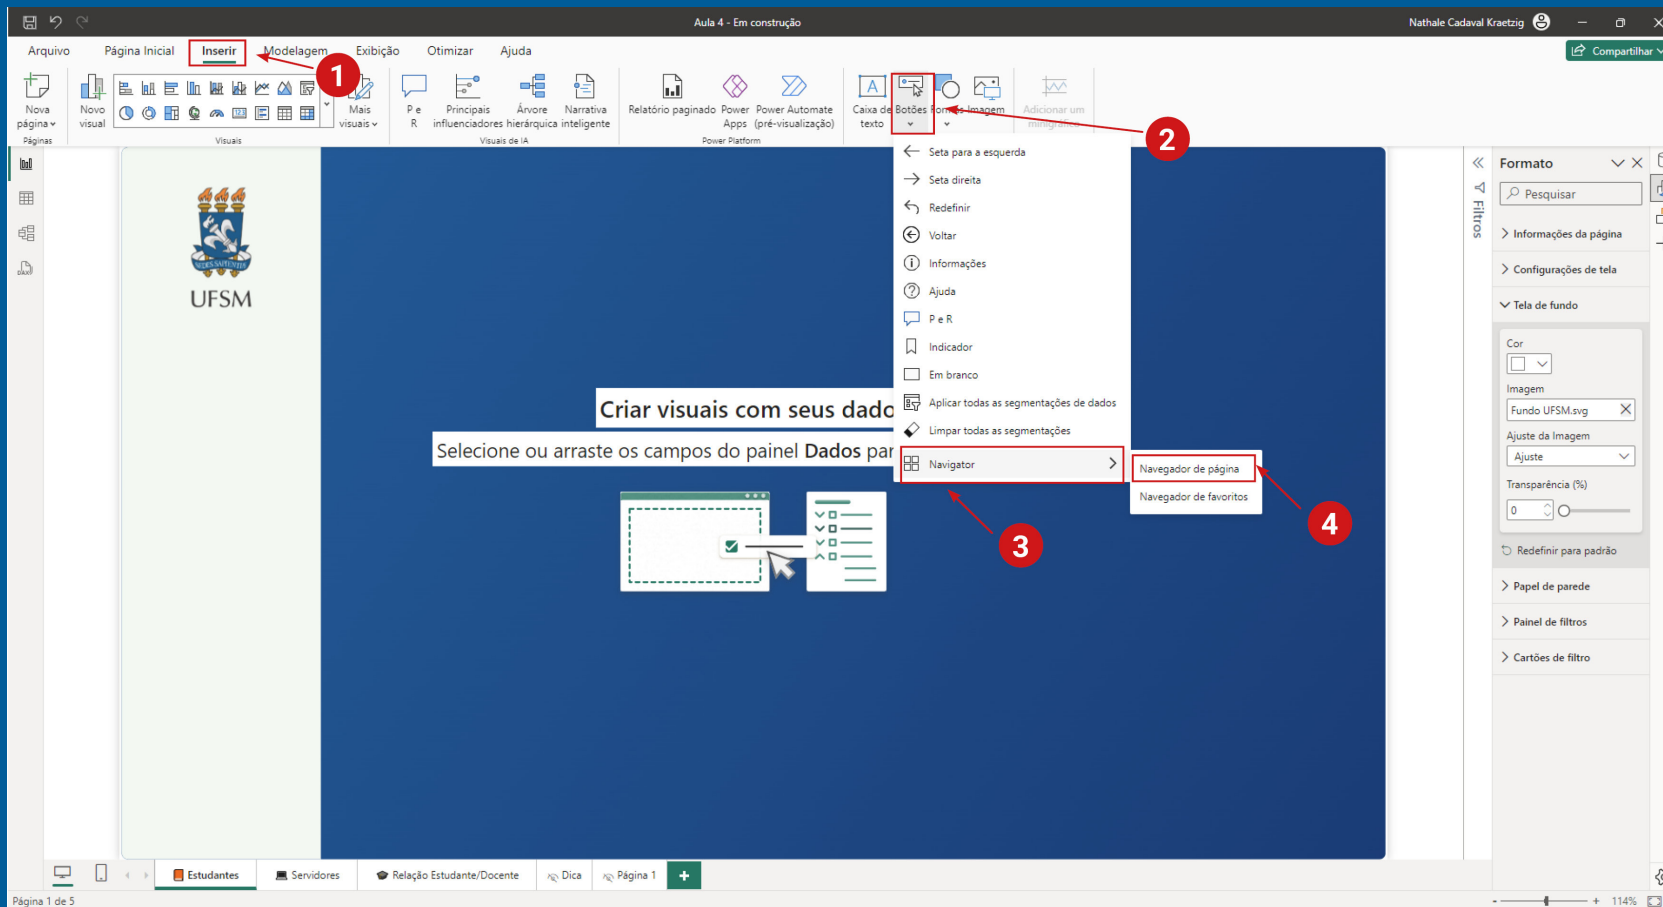 Aula 4 - Em construção
Nathale Cadaval Kraetzig
Arquivo
Página Inicial
Inserir
Modelagem
Exibição
Otimizar
Ajuda
Compartilhar
1
Nova página
Páginas
Novo visual
Visuais
Mais visuais
P e R
Principais influenciadores
Árvore hierárquica
Narrativa inteligente
Visuais de IA
Relatório paginado
Power Apps
Power Automate (pré-visualização)
Power Platform
Caixa de texto
Botões
Imagem
Adicionar um
2
Seta para a esquerda
Seta direita
Redefinir
Voltar
Informações
Ajuda
P e R
Indicador
Em branco
Aplicar todas as segmentações de dados
Limpar todas as segmentações
Navigator
Navegador de página
Navegador de favoritos
3
4
UFSM
Criar visuais com seus dado
Selecione ou arraste os campos do painel Dados par
Filtros
Formato
Pesquisar
Informações da página
Configurações de tela
Tela de fundo
Cor
Imagem
Fundo UFSM.svg
Ajuste da Imagem
Ajuste
Transparência (%)
0
Redefinir para padrão
Papel de parede
Painel de filtros
Cartões de filtro
Estudantes
Servidores
Relação Estudante/Docente
Dica
Página 1
+
Página 1 de 5
- + 114%